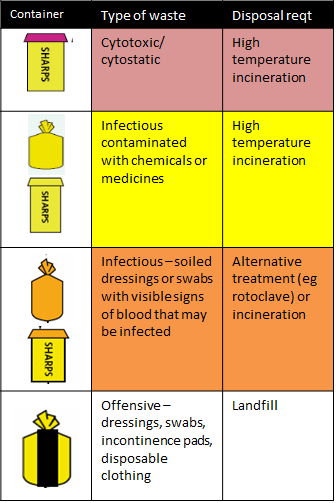 Container
Type of waste
Disposal reqt
SHARPS
Cytotoxic/
cytostatic
High
temperature
incineration
SHARPS
Infectious
contaminated
with chemicals or
medicines
High
temperature
incineration
SHARPS
Infectious – soiled
dressings or swabs
with visible signs
of blood that may
be infected
Alternative
treatment (eg
rotoclave) or
incineration
Offensive –
dressings, swabs,
incontinence pads,
disposable
clothing
Landfill